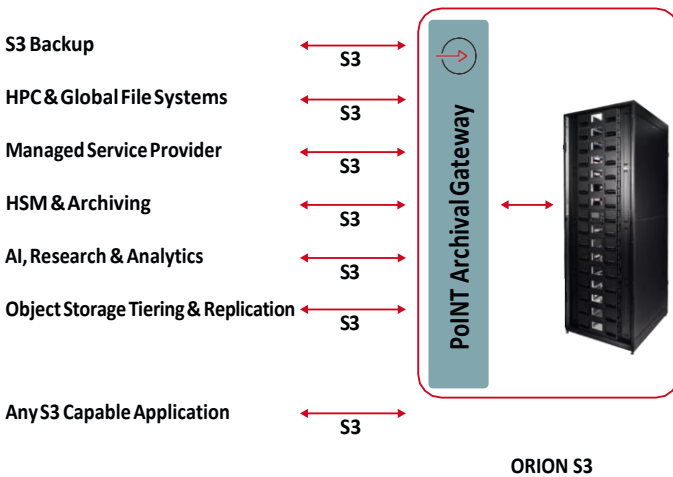 S3 Backup
S3
HPC & Global File Systems
S3
Managed Service Provider
S3
HSM & Archiving
S3
AI, Research & Analytics
S3
Object Storage Tiering & Replication
S3
Any S3 Capable Application
S3
PoINT Archival Gateway
ORION S3